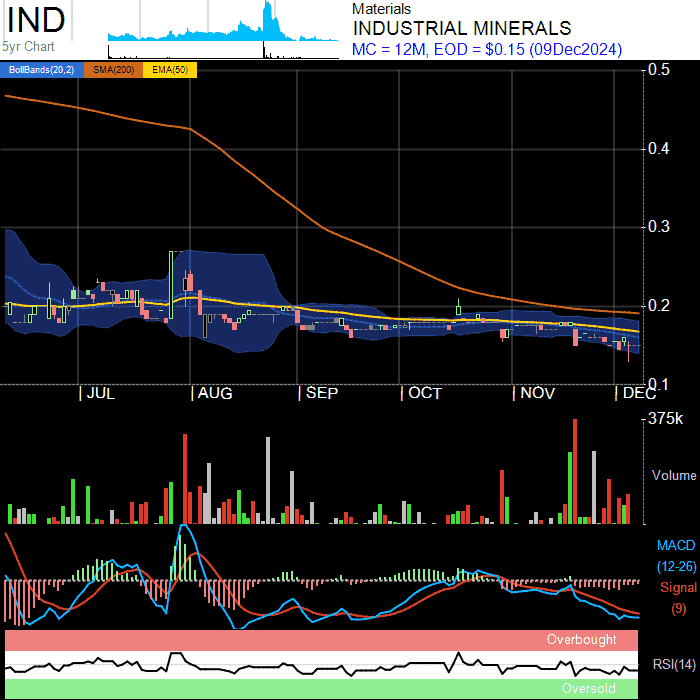 IND
5yr Chart
Materials
INDUSTRIAL MINERALS
MC = 12M, EOD = $0.15 (09Dec2024)
BollBands(20,2) SMA(200) EMA(50)
0.5
0.4
0.3
0.2
0.1
JUL AUG SEP OCT NOV DEC
375k
Volume
MACD
(12-26)
Signal
(9)
Overbought
RSI(14)
Oversold